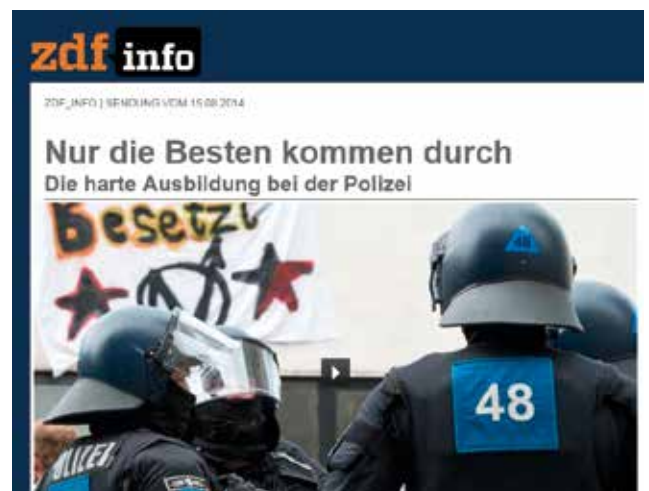 zdf info
ZDF_INFO | SENDUNG VOM 15.08.2014
Nur die Besten kommen durch
Die harte Ausbildung bei der Polizei
Besetzt
48
48
POLIZEI